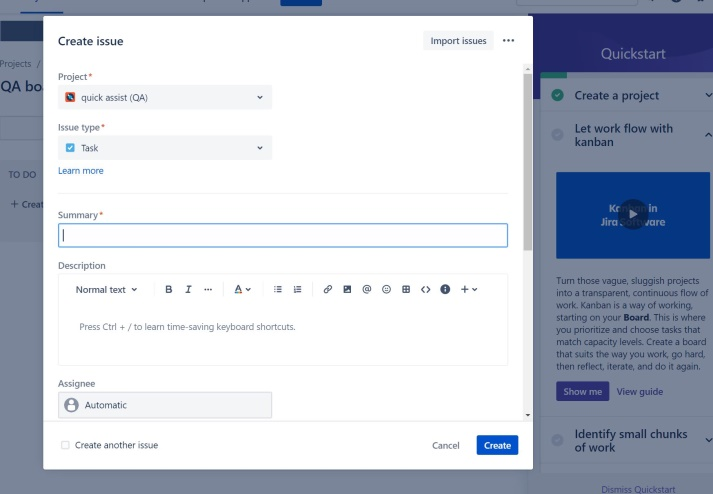 Create issue
Import issues
Project*
quick assist (QA)
Issue type*
Task
Learn more
Summary*
Description
Normal text
B I
A
Press Ctrl + / to learn time-saving keyboard shortcuts.
Assignee
Automatic
Create another issue
Cancel
Create
Projects /
QA bo
TO DO
+ Creat
Quickstart
Create a project
Let work flow with
kanban
Kanban in
Jira Software
Turn those vague, sluggish projects
into a transparent, continuous flow of
work. Kanban is a way of working,
starting on your Board. This is where
you prioritize and choose tasks that
match capacity levels. Create a board
that suits the way you work, go hard,
then reflect, iterate, and do it again.
Show me
View guide
Identify small chunks
of work
Dismiss Quickstart